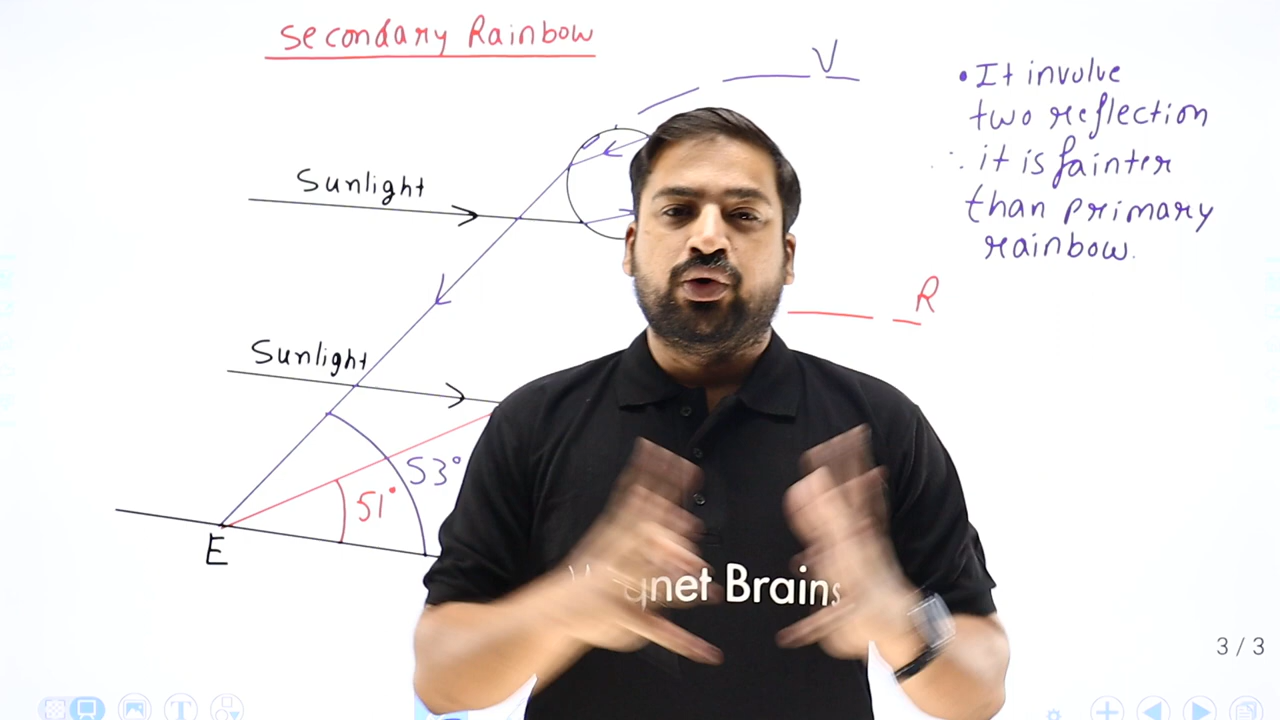 Secondary Rainbow
V
• It involve
two reflection
∴ it is fainter
than primary
rainbow.
Sunlight
R
Sunlight
53°
51°
E
Brains
3 / 3
T